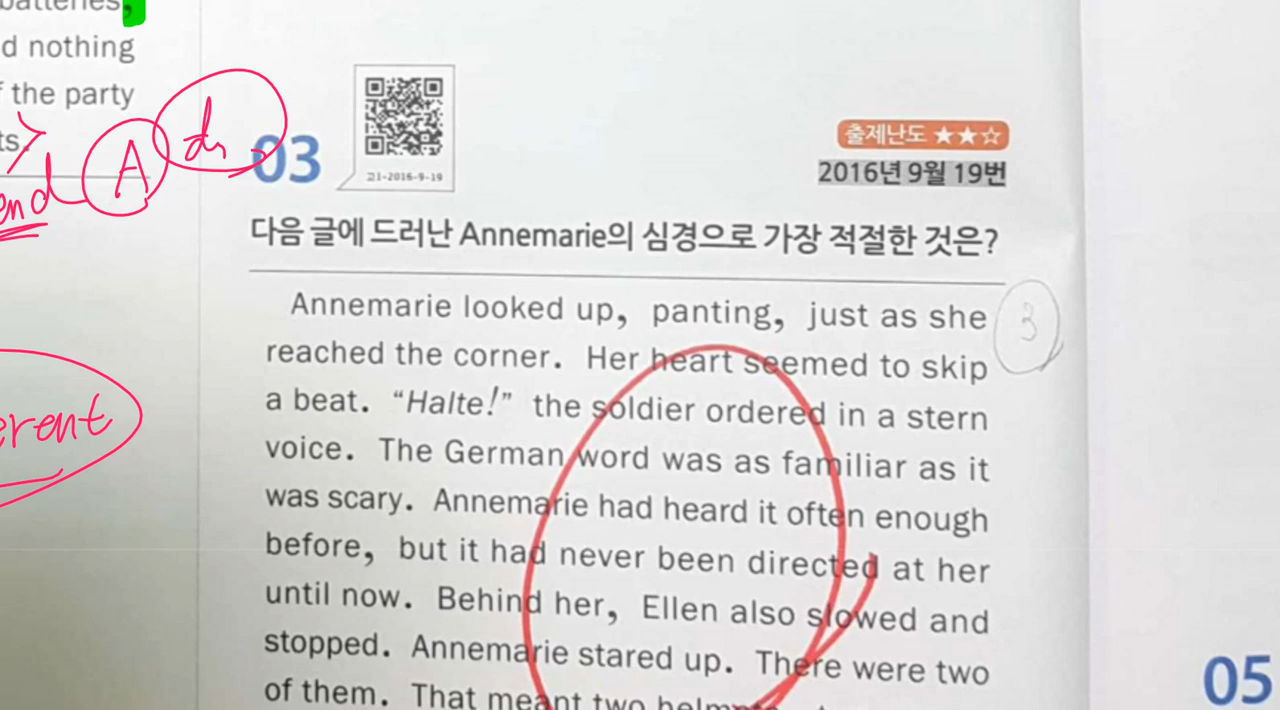 batteries,
d nothing
f the party
ts.
end A
03
21-2016-9-19
출제난도 ★★☆
2016년 9월 19번
다음 글에 드러난 Annemarie의 심경으로 가장 적절한 것은?
Annemarie looked up, panting, just as she
reached the corner. Her heart seemed to skip
a beat. “Halte!” the soldier ordered in a stern
voice. The German word was as familiar as it
was scary. Annemarie had heard it often enough
before, but it had never been directed at her
until now. Behind her, Ellen also slowed and
stopped. Annemarie stared up. There were two
of them. That meant two
3
erent
05